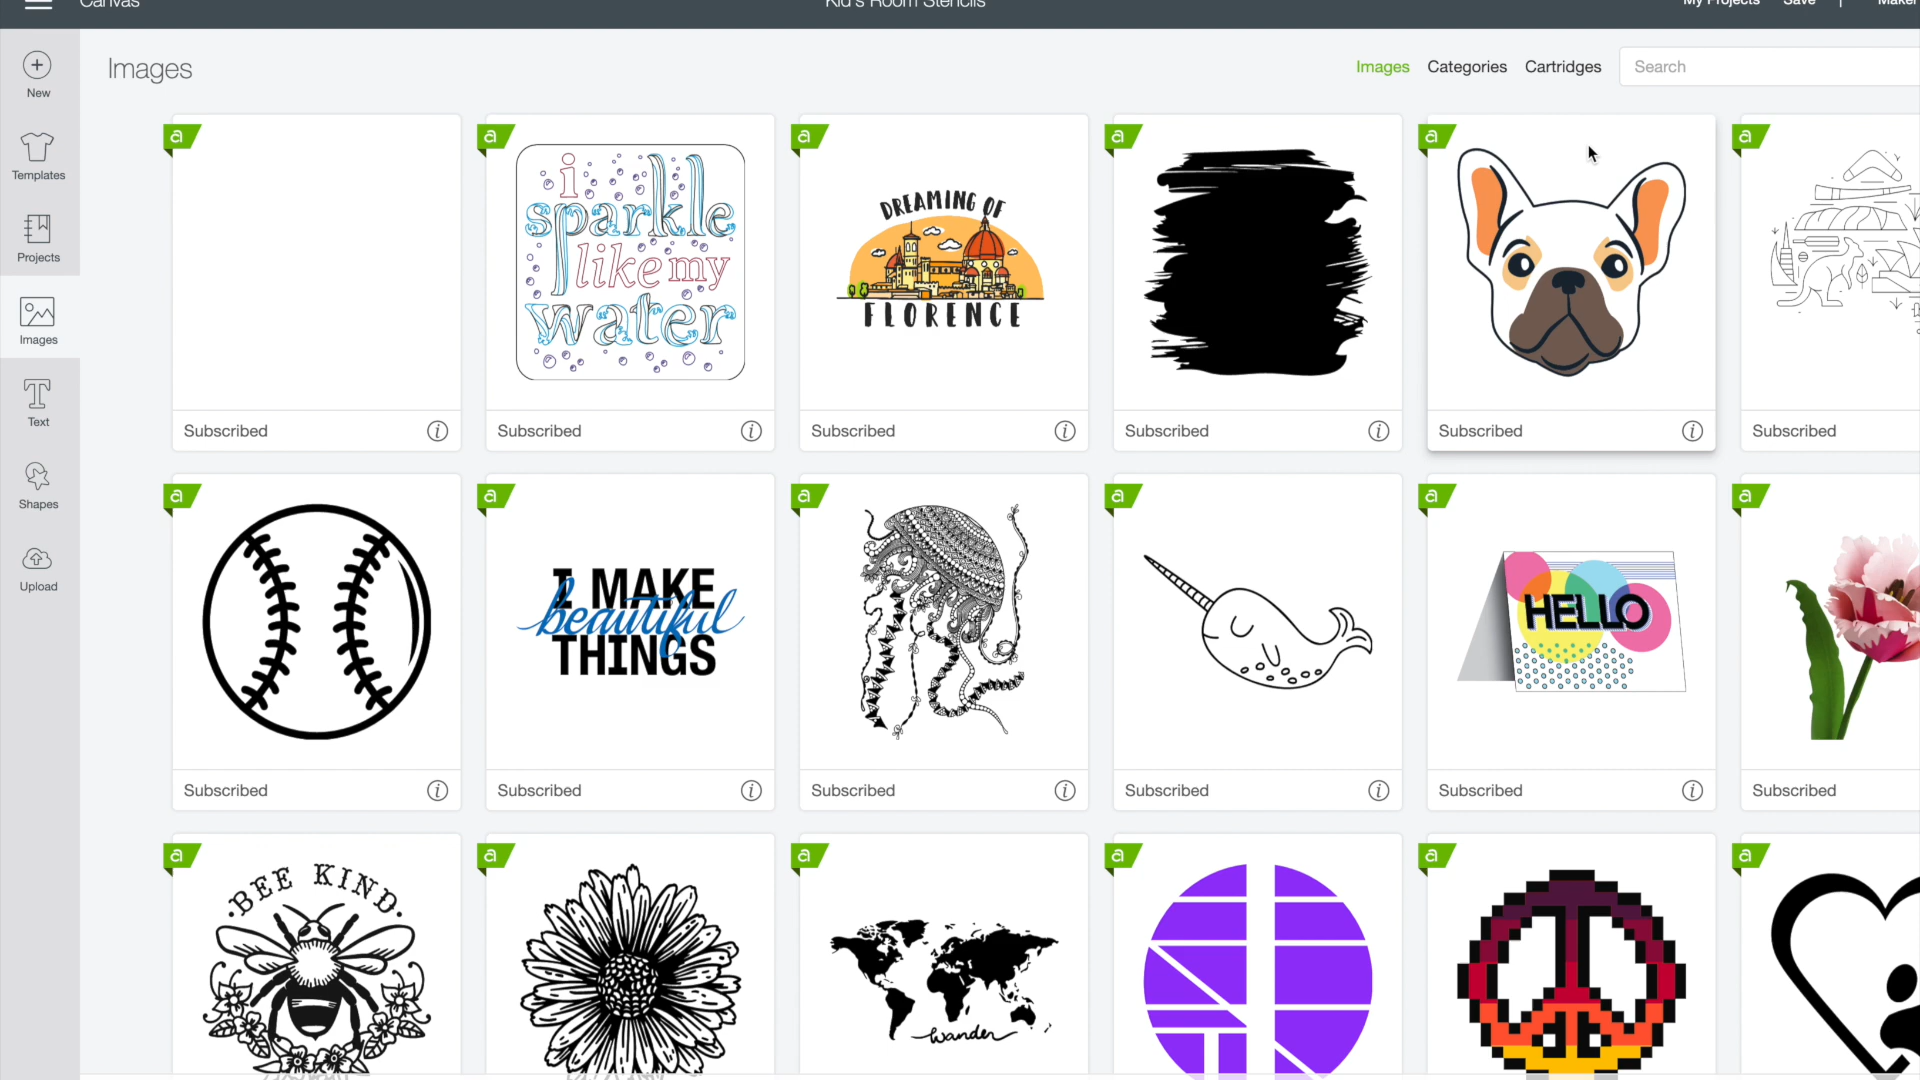 Canvas
Kid's Room Stencils
My Projects
Save
|
Maker
New
Templates
Projects
Images
Text
Shapes
Upload
Images
Images
Categories
Cartridges
Search
a
a
a
a
a
a
i
sparkle
like my
water
DREAMING OF
FLORENCE
Subscribed
Subscribed
Subscribed
Subscribed
Subscribed
Subscribed
a
a
a
a
a
a
I MAKE
beautiful
THINGS
HELLO
Subscribed
Subscribed
Subscribed
Subscribed
Subscribed
Subscribed
a
a
a
a
a
a
·BEE KIND·
wander